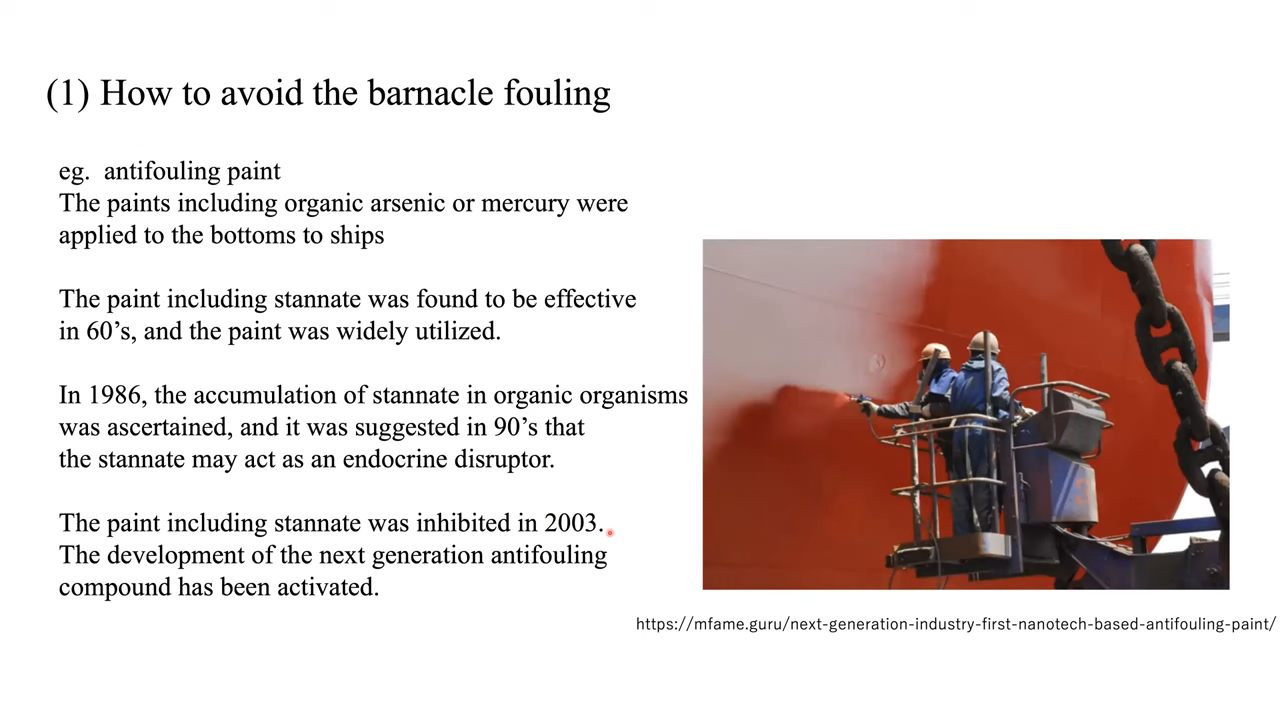 (1) How to avoid the barnacle fouling
eg. antifouling paint
The paints including organic arsenic or mercury were
applied to the bottoms to ships
The paint including stannate was found to be effective
in 60’s, and the paint was widely utilized.
In 1986, the accumulation of stannate in organic organisms
was ascertained, and it was suggested in 90’s that
the stannate may act as an endocrine disruptor.
The paint including stannate was inhibited in 2003.
The development of the next generation antifouling
compound has been activated.
https://mfame.guru/next-generation-industry-first-nanotech-based-antifouling-paint/